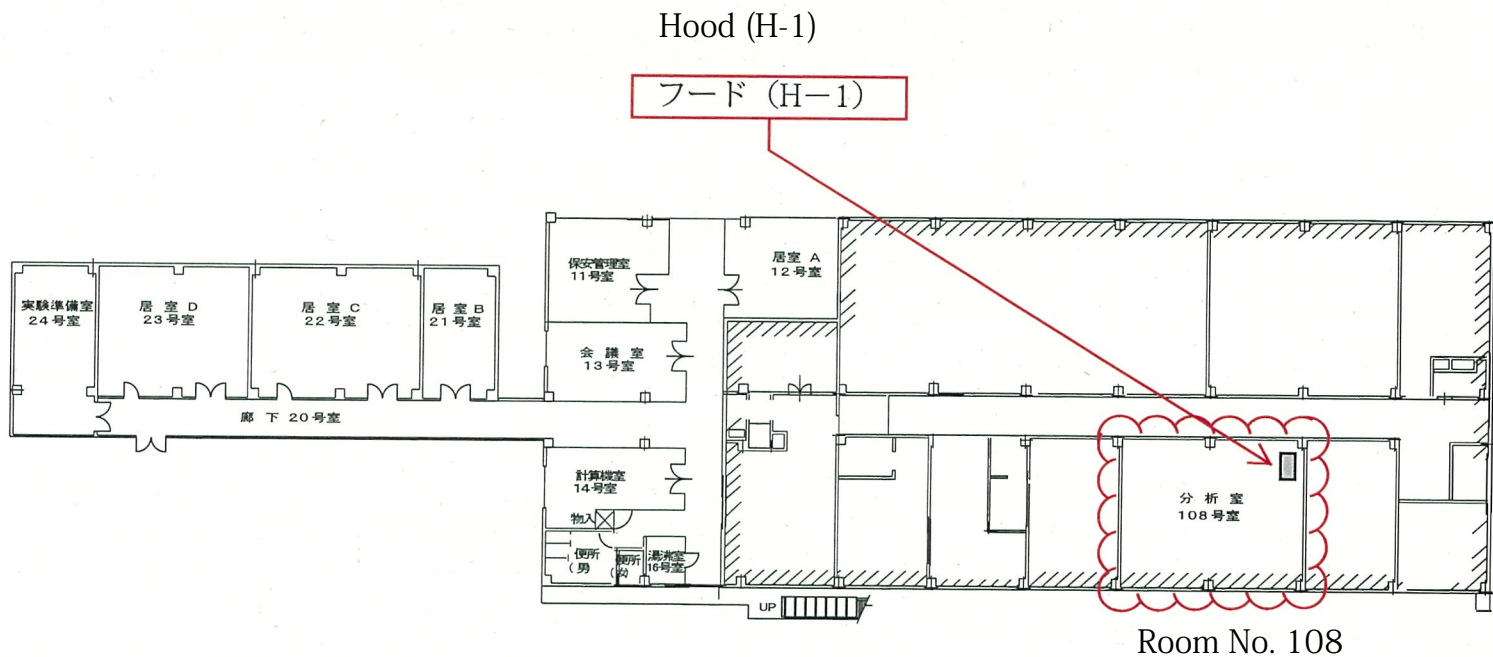 Hood (H-1)
フード（H－1）
保安管理室
11号室
居室 A
12号室
実験準備室
24号室
居室 D
23号室
居室 C
22号室
居室 B
21号室
会議室
13号室
廊下 20号室
計算機室
14号室
物入
便所
（男）
便所
（女）
湯沸室
16号室
分析室
108号室
UP
Room No. 108